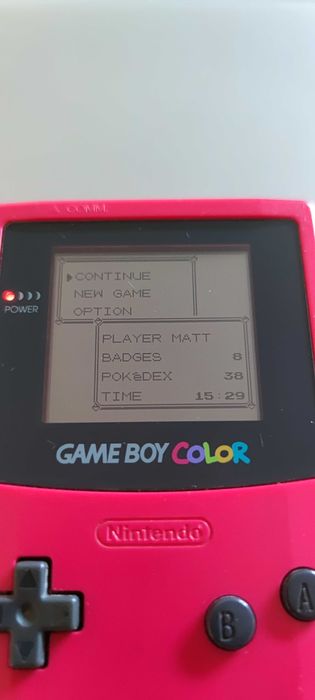 COMM.
▶CONTINUE
NEW GAME
OPTION
POWER
PLAYER MATT
BADGES 8
POKéDEX 38
TIME 15:29
GAME BOY COLOR
Nintendo
A
B